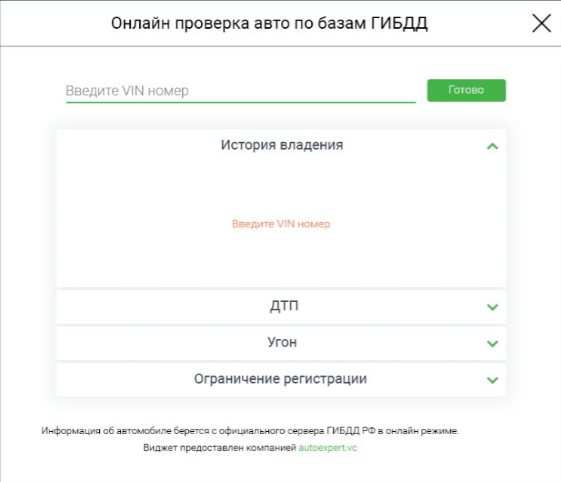 Онлайн проверка авто по базам ГИБДД
Введите VIN номер
Готово
История владения
Введите VIN номер
ДТП
Угон
Ограничение регистрации
Информация об автомобиле берется с официального сервера ГИБДД РФ в онлайн режиме.
Виджет предоставлен компанией autoexpert.vc